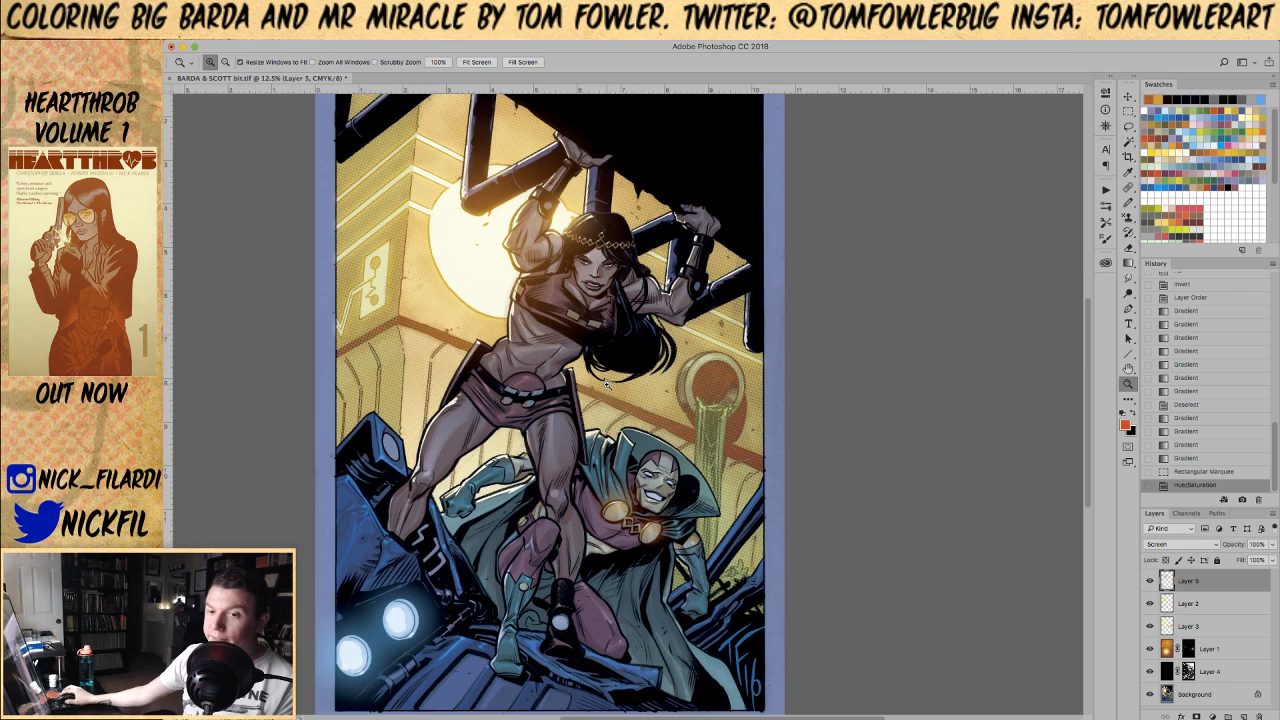 COLORING BIG BARDA AND MR MIRACLE BY TOM FOWLER. TWITTER: @TOMFOWLERBUG INSTA: TOMFOWLERART
HEARTTHROB
VOLUME 1
HEARTTHROB
1
OUT NOW
NICK_FILARDI
NICKFIL
Adobe Photoshop CC 2018
Resize Windows to Fit
Zoom All Windows
Scrubby Zoom
100%
Fit Screen
Fill Screen
BARDA & SCOTT bit.tif @ 12.5% (Layer 5, CMYK/8) *
Swatches
History
Invert
Layer Order
Gradient
Gradient
Gradient
Gradient
Gradient
Gradient
Gradient
Deselect
Gradient
Gradient
Gradient
Gradient
Rectangular Marquee
Hue/Saturation
Layers
Channels
Paths
Kind
Screen
Opacity: 100%
Lock:
Fill: 100%
Layer 5
Layer 2
Layer 3
Layer 1
Layer 4
Background